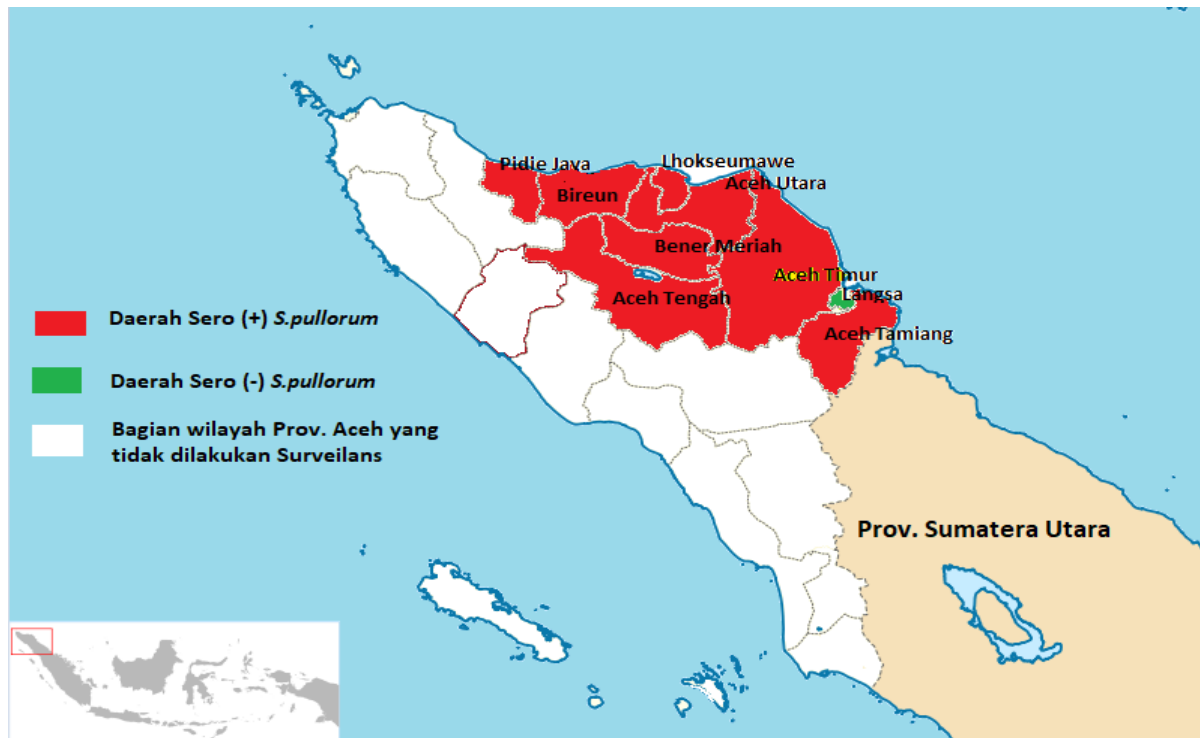 Pidie Java
Lhokseumawe
Aceh Utara
Bireun
Bener Meriah
Aceh Timur
Langsa
Aceh Tengah
Aceh Tamiang
Daerah Sero (+) S.pullorum
Daerah Sero (-) S.pullorum
Bagian wilayah Prov. Aceh yang
tidak dilakukan Surveilans
Prov. Sumatera Utara